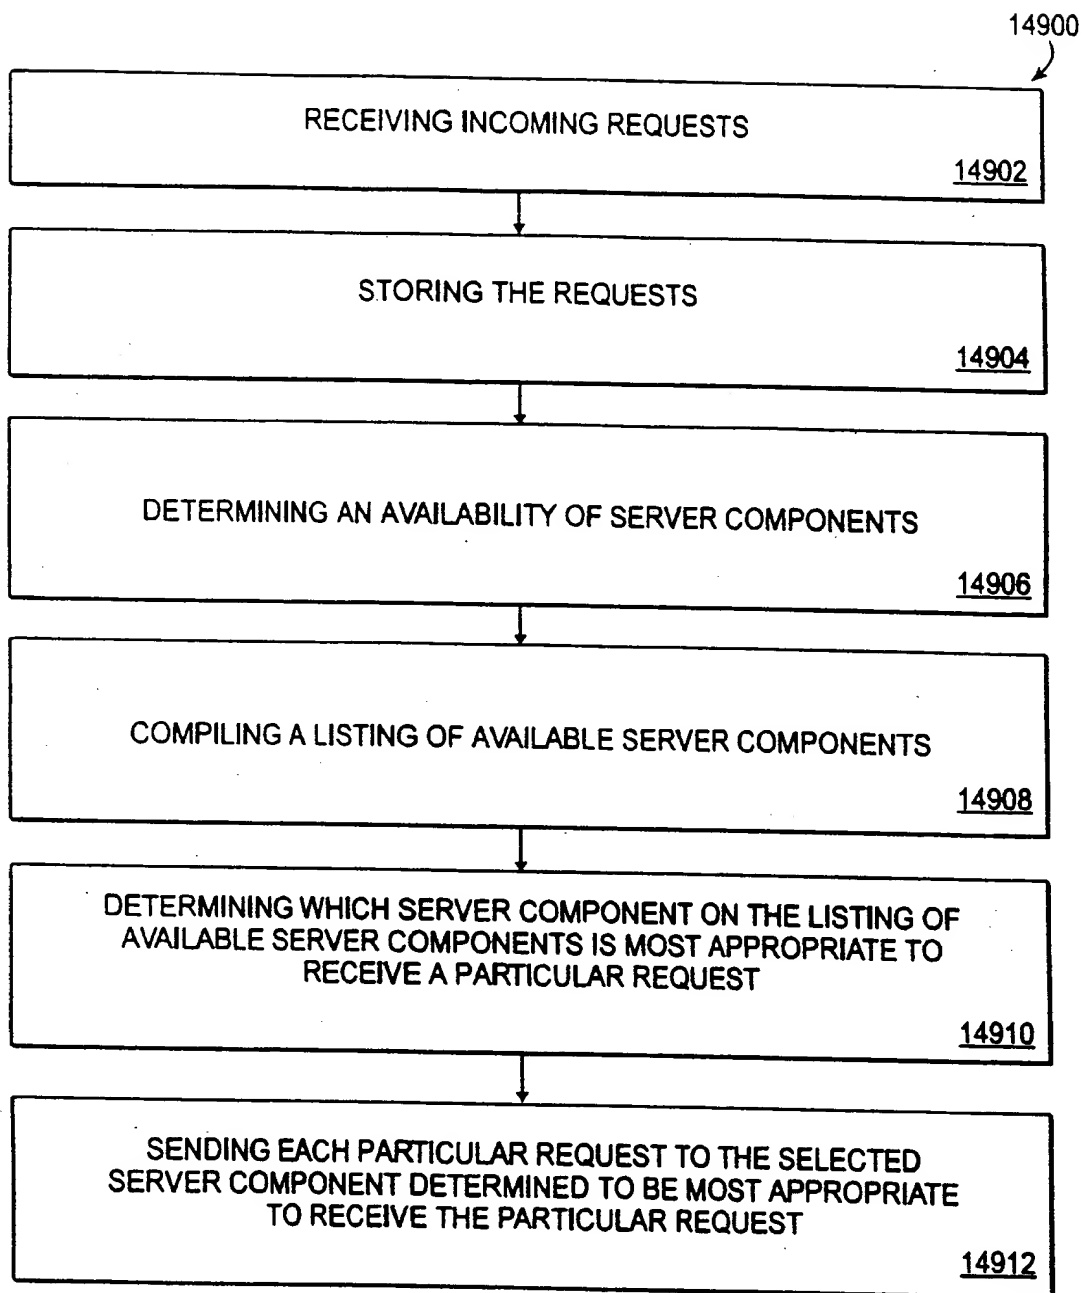 14900
RECEIVING INCOMING REQUESTS
14902
STORING THE REQUESTS
14904
DETERMINING AN AVAILABILITY OF SERVER COMPONENTS
14906
COMPILING A LISTING OF AVAILABLE SERVER COMPONENTS
14908
DETERMINING WHICH SERVER COMPONENT ON THE LISTING OF
AVAILABLE SERVER COMPONENTS IS MOST APPROPRIATE TO
RECEIVE A PARTICULAR REQUEST
14910
SENDING EACH PARTICULAR REQUEST TO THE SELECTED
SERVER COMPONENT DETERMINED TO BE MOST APPROPRIATE
TO RECEIVE THE PARTICULAR REQUEST
14912